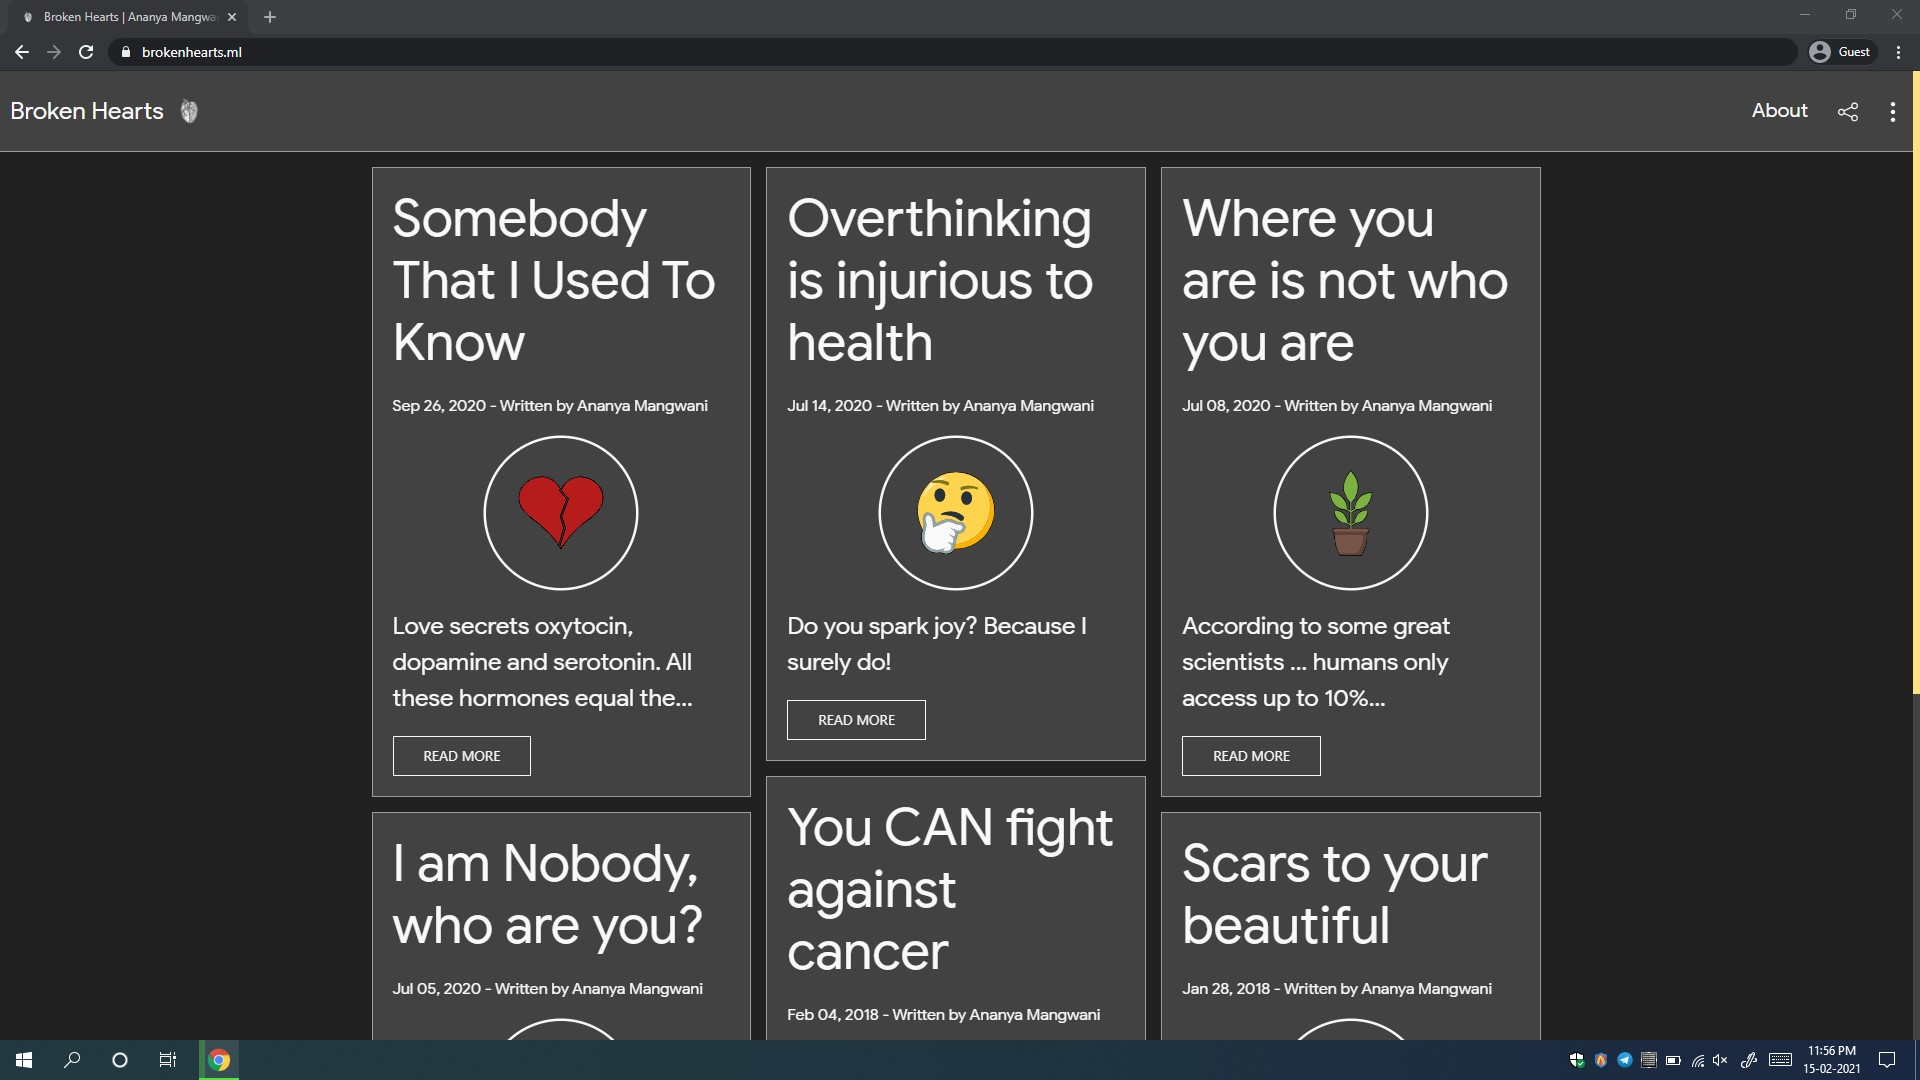 Broken Hearts | Ananya Mangwa
brokenhearts.ml
Guest
Broken Hearts
About
Somebody
That I Used To
Know
Sep 26, 2020 - Written by Ananya Mangwani
Love secrets oxytocin,
dopamine and serotonin. All
these hormones equal the...
READ MORE
Overthinking
is injurious to
health
Jul 14, 2020 - Written by Ananya Mangwani
Do you spark joy? Because I
surely do!
READ MORE
Where you
are is not who
you are
Jul 08, 2020 - Written by Ananya Mangwani
According to some great
scientists ... humans only
access up to 10%...
READ MORE
I am Nobody,
who are you?
Jul 05, 2020 - Written by Ananya Mangwani
You CAN fight
against
cancer
Feb 04, 2018 - Written by Ananya Mangwani
Scars to your
beautiful
Jan 28, 2018 - Written by Ananya Mangwani
11:56 PM
15-02-2021